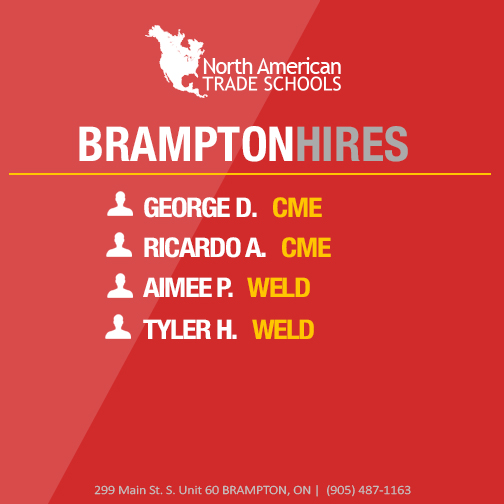 North American
TRADE SCHOOLS
BRAMPTONHIRES
GEORGE D. CME
RICARDO A. CME
AIMEE P. WELD
TYLER H. WELD
299 Main St. S. Unit 60 BRAMPTON, ON | (905) 487-1163